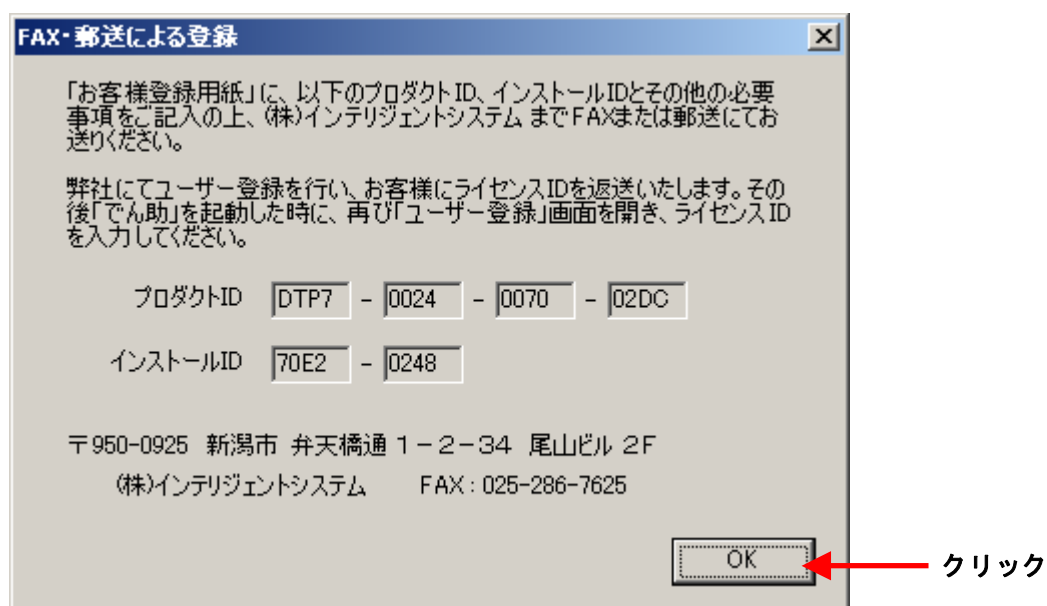 FAX・郵送による登録
「お客様登録用紙」に、以下のプロダクトID、インストールIDとその他の必要
事項をご記入の上、(株)インテリジェントシステム までFAXまたは郵送にてお
送りください。
弊社にてユーザー登録を行い、お客様にライセンスIDを返送いたします。その
後「でん助」を起動した時に、再び「ユーザー登録」画面を開き、ライセンスID
を入力してください。
プロダクトID DTP7 - 0024 - 0070 - 02DC
インストールID 70E2 - 0248
〒950-0925 新潟市 弁天橋通 1-2-34 尾山ビル 2F
(株)インテリジェントシステム FAX:025-286-7625
OK クリック